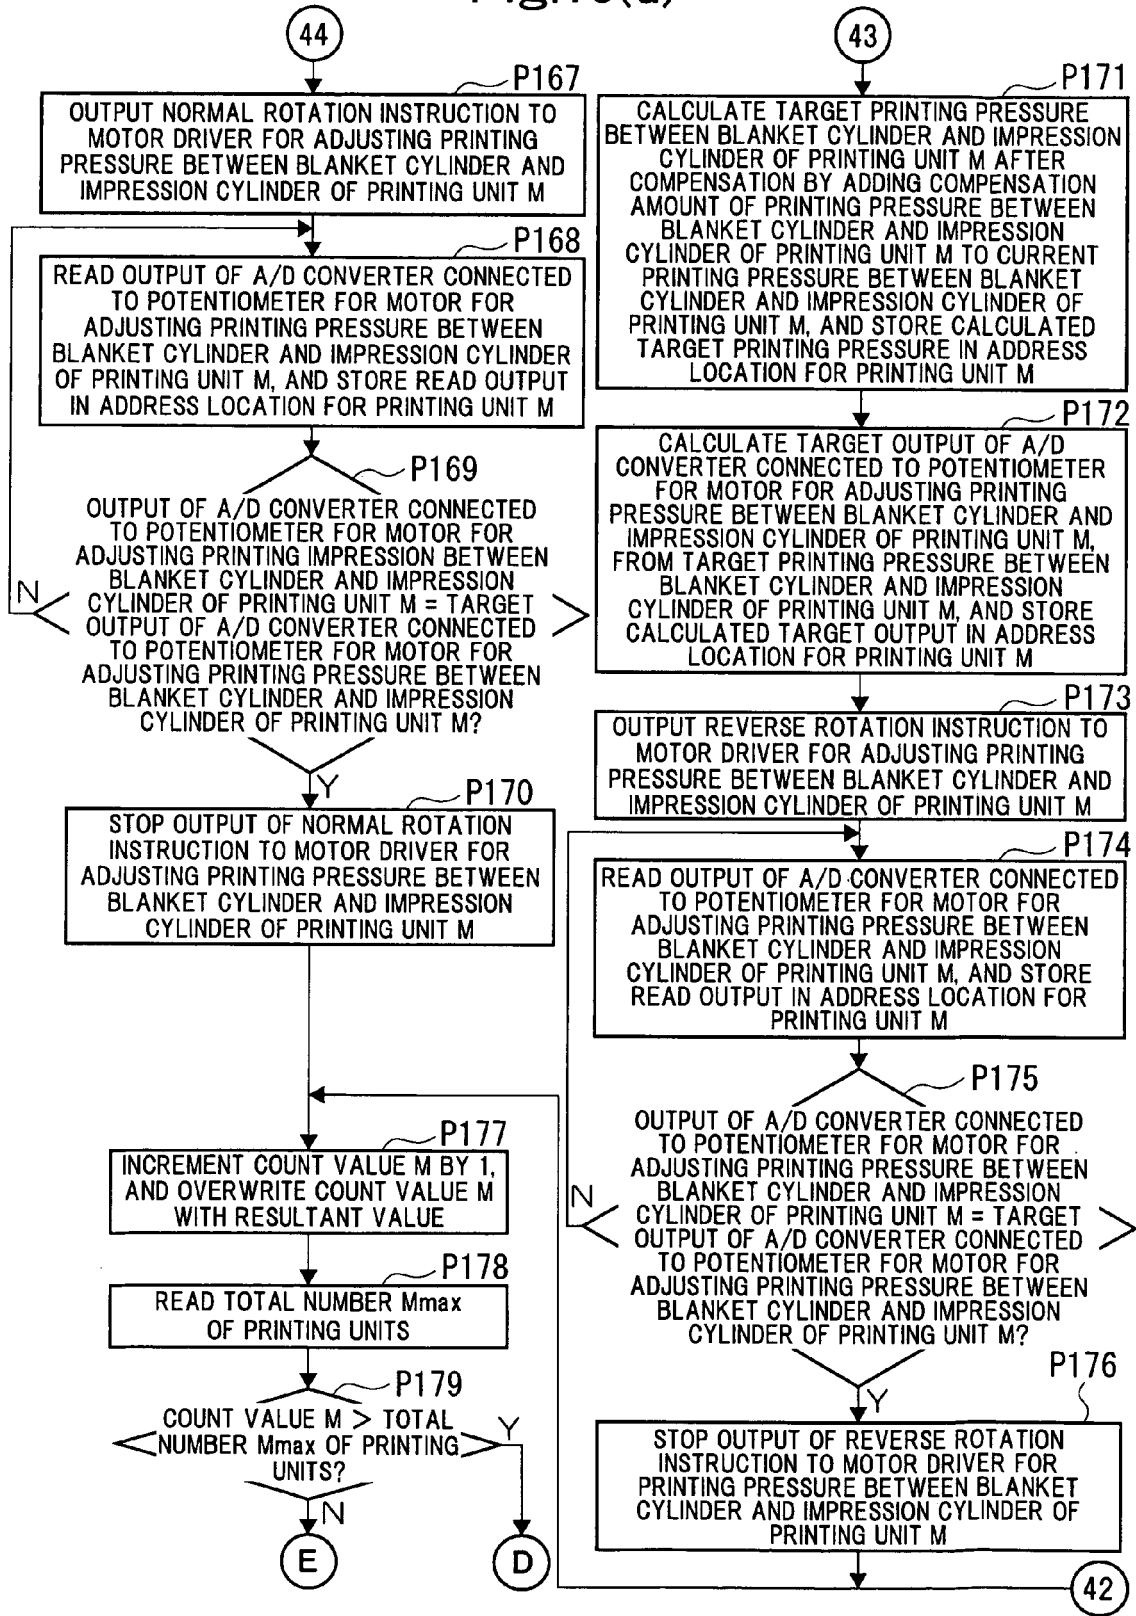 44
P167
OUTPUT NORMAL ROTATION INSTRUCTION TO
MOTOR DRIVER FOR ADJUSTING PRINTING
PRESSURE BETWEEN BLANKET CYLINDER AND
IMPRESSION CYLINDER OF PRINTING UNIT M
P168
READ OUTPUT OF A/D CONVERTER CONNECTED
TO POTENTIOMETER FOR MOTOR FOR
ADJUSTING PRINTING PRESSURE BETWEEN
BLANKET CYLINDER AND IMPRESSION CYLINDER
OF PRINTING UNIT M, AND STORE READ OUTPUT
IN ADDRESS LOCATION FOR PRINTING UNIT M
P169
OUTPUT OF A/D CONVERTER CONNECTED
TO POTENTIOMETER FOR MOTOR FOR
ADJUSTING PRINTING IMPRESSION BETWEEN
BLANKET CYLINDER AND IMPRESSION
CYLINDER OF PRINTING UNIT M = TARGET
OUTPUT OF A/D CONVERTER CONNECTED
TO POTENTIOMETER FOR MOTOR FOR
ADJUSTING PRINTING PRESSURE BETWEEN
BLANKET CYLINDER AND IMPRESSION
CYLINDER OF PRINTING UNIT M?
N
Y
P170
STOP OUTPUT OF NORMAL ROTATION
INSTRUCTION TO MOTOR DRIVER FOR
ADJUSTING PRINTING PRESSURE BETWEEN
BLANKET CYLINDER AND IMPRESSION
CYLINDER OF PRINTING UNIT M
P177
INCREMENT COUNT VALUE M BY 1,
AND OVERWRITE COUNT VALUE M
WITH RESULTANT VALUE
P178
READ TOTAL NUMBER Mmax
OF PRINTING UNITS
P179
COUNT VALUE M > TOTAL
NUMBER Mmax OF PRINTING
UNITS?
Y
N
E
D
43
P171
CALCULATE TARGET PRINTING PRESSURE
BETWEEN BLANKET CYLINDER AND IMPRESSION
CYLINDER OF PRINTING UNIT M AFTER
COMPENSATION BY ADDING COMPENSATION
AMOUNT OF PRINTING PRESSURE BETWEEN
BLANKET CYLINDER AND IMPRESSION
CYLINDER OF PRINTING UNIT M TO CURRENT
PRINTING PRESSURE BETWEEN BLANKET
CYLINDER AND IMPRESSION CYLINDER OF
PRINTING UNIT M, AND STORE CALCULATED
TARGET PRINTING PRESSURE IN ADDRESS
LOCATION FOR PRINTING UNIT M
P172
CALCULATE TARGET OUTPUT OF A/D
CONVERTER CONNECTED TO POTENTIOMETER
FOR MOTOR FOR ADJUSTING PRINTING
PRESSURE BETWEEN BLANKET CYLINDER AND
IMPRESSION CYLINDER OF PRINTING UNIT M,
FROM TARGET PRINTING PRESSURE BETWEEN
BLANKET CYLINDER AND IMPRESSION
CYLINDER OF PRINTING UNIT M, AND STORE
CALCULATED TARGET OUTPUT IN ADDRESS
LOCATION FOR PRINTING UNIT M
P173
OUTPUT REVERSE ROTATION INSTRUCTION TO
MOTOR DRIVER FOR ADJUSTING PRINTING
PRESSURE BETWEEN BLANKET CYLINDER AND
IMPRESSION CYLINDER OF PRINTING UNIT M
P174
READ OUTPUT OF A/D CONVERTER CONNECTED
TO POTENTIOMETER FOR MOTOR FOR
ADJUSTING PRINTING PRESSURE BETWEEN
BLANKET CYLINDER AND IMPRESSION
CYLINDER OF PRINTING UNIT M, AND STORE
READ OUTPUT IN ADDRESS LOCATION FOR
PRINTING UNIT M
P175
OUTPUT OF A/D CONVERTER CONNECTED
TO POTENTIOMETER FOR MOTOR FOR
ADJUSTING PRINTING PRESSURE BETWEEN
BLANKET CYLINDER AND IMPRESSION
CYLINDER OF PRINTING UNIT M = TARGET
OUTPUT OF A/D CONVERTER CONNECTED
TO POTENTIOMETER FOR MOTOR FOR
ADJUSTING PRINTING PRESSURE BETWEEN
BLANKET CYLINDER AND IMPRESSION
CYLINDER OF PRINTING UNIT M?
N
Y
P176
STOP OUTPUT OF REVERSE ROTATION
INSTRUCTION TO MOTOR DRIVER FOR
PRINTING PRESSURE BETWEEN BLANKET
CYLINDER AND IMPRESSION CYLINDER OF
PRINTING UNIT M
42